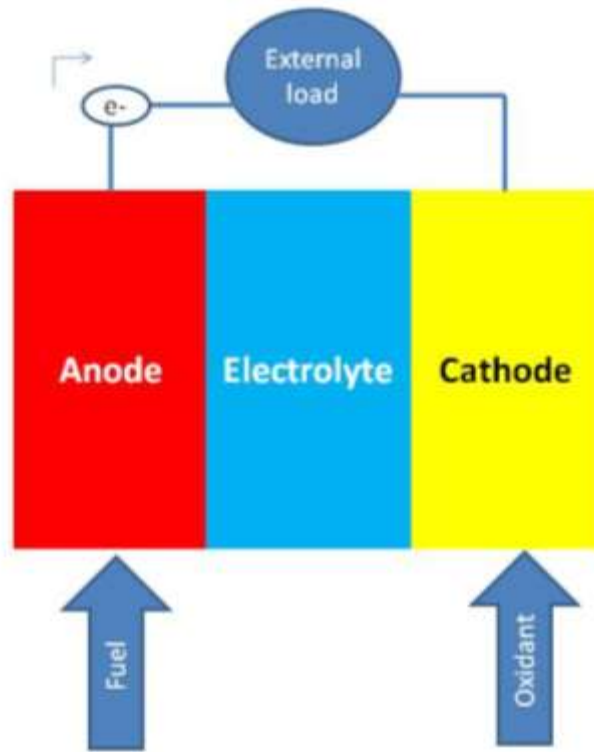 External
load
e-
Anode
Electrolyte
Cathode
Fuel
Oxidant